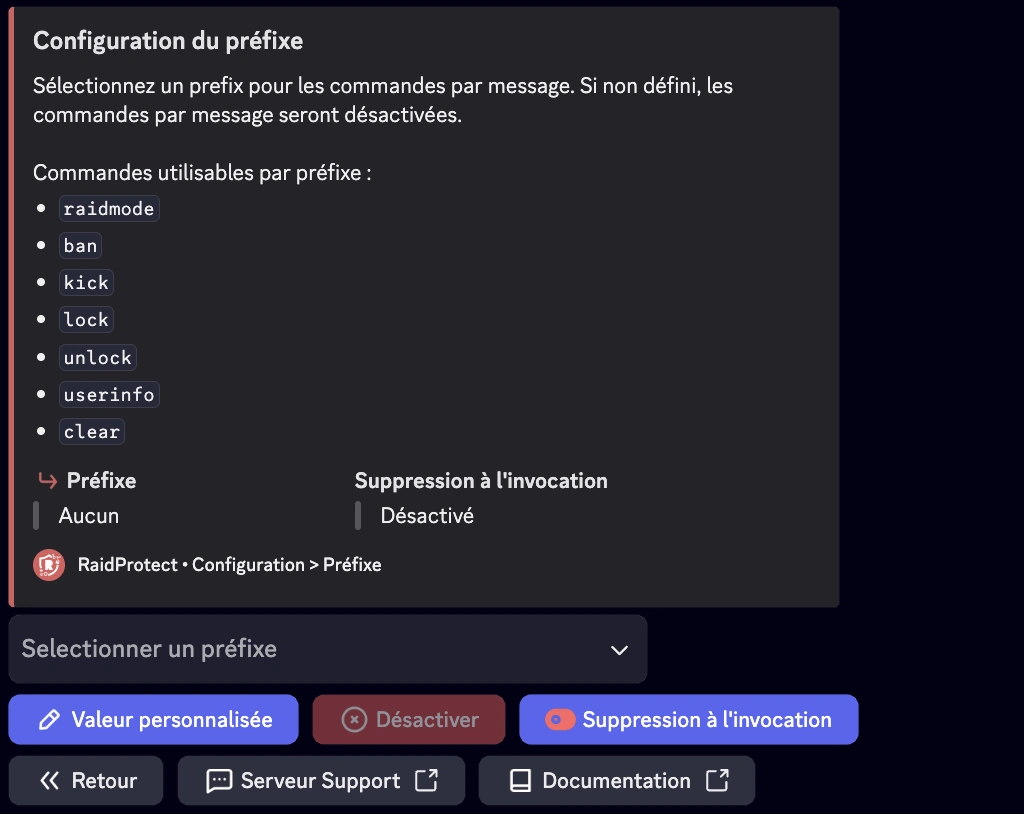 Configuration du préfixe
Sélectionnez un prefix pour les commandes par message. Si non défini, les
commandes par message seront désactivées.
Commandes utilisables par préfixe :
raidmode
ban
kick
lock
unlock
userinfo
clear
Préfixe Suppression à l'invocation
Aucun Désactivé
RaidProtect • Configuration > Préfixe
Selectionner un préfixe
Valeur personnalisée Désactiver Suppression à l'invocation
Retour Serveur Support Documentation